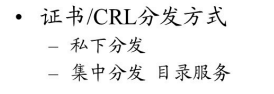 • 证书/CRL分发方式
– 私下分发
– 集中分发 目录服务